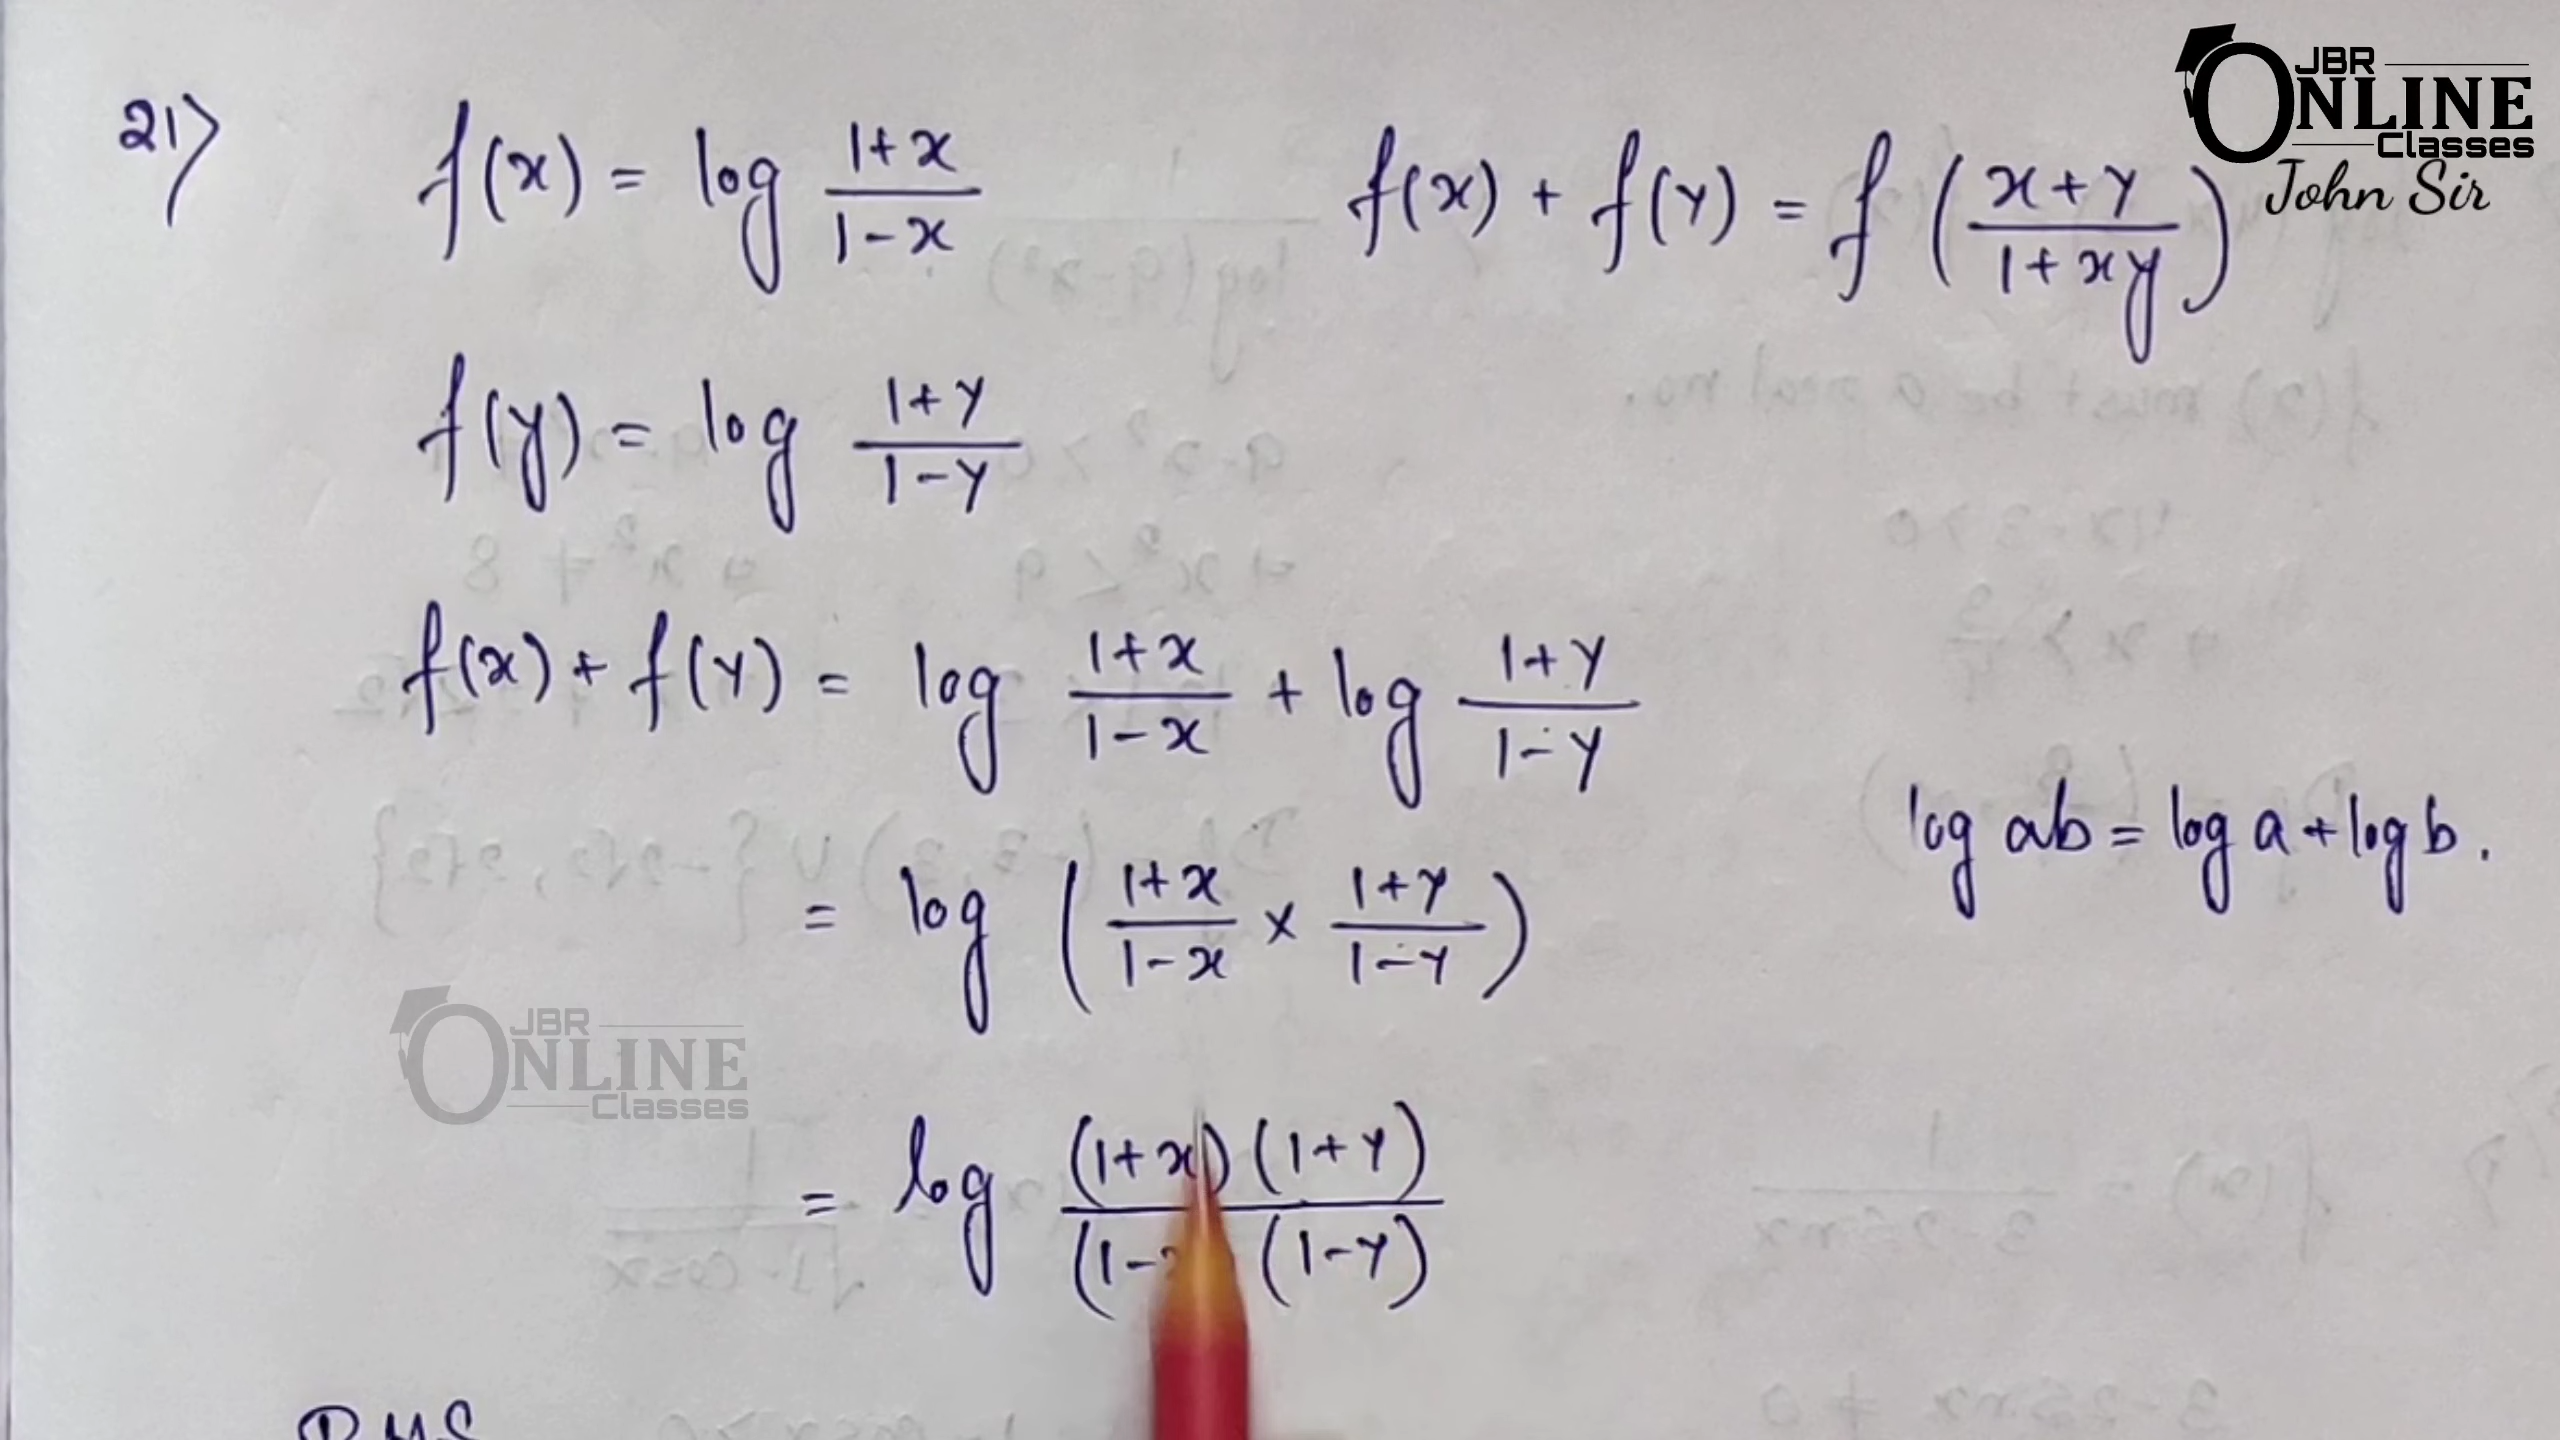 JBR
ONLINE
Classes
John Sir
21) f(x) = log (1+x)/(1-x) f(x) + f(y) = f((x+y)/(1+xy))
f(y) = log (1+y)/(1-y)
f(x) + f(y) = log (1+x)/(1-x) + log (1+y)/(1-y)
log ab = log a + log b.
= log ((1+x)/(1-x) × (1+y)/(1-y))
JBR
ONLINE
Classes
= log (1+x)(1+y)/(1- (1-y)